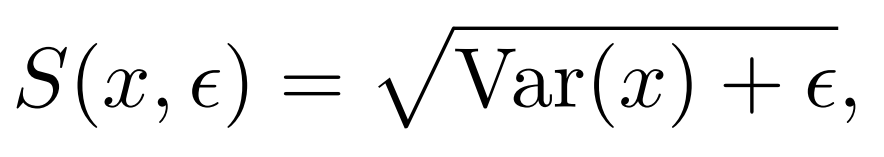 S(x, ϵ) = √Var(x) + ϵ,